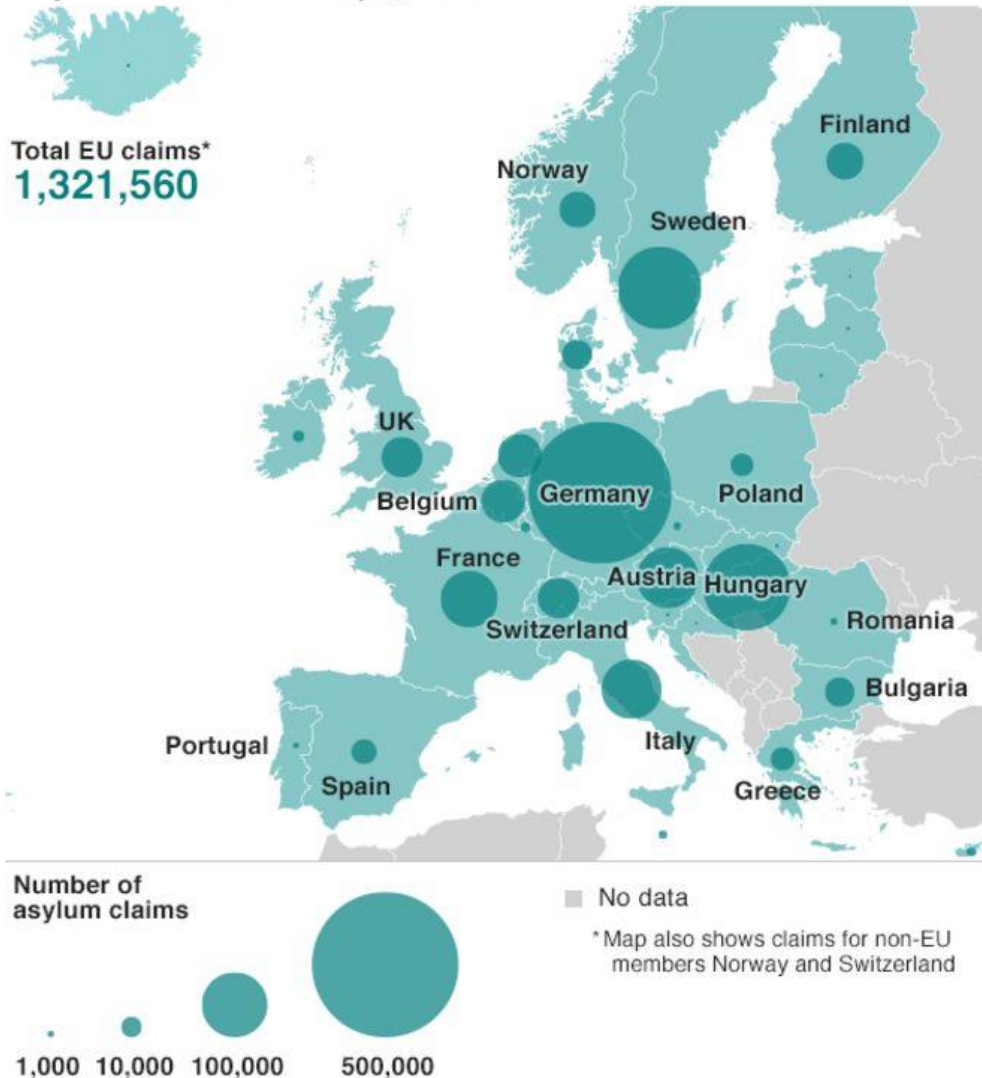 Total EU claims*
1,321,560
Finland
Norway
Sweden
UK
Belgium
Germany
Poland
France
Austria
Hungary
Switzerland
Romania
Bulgaria
Portugal
Italy
Spain
Greece
Number of
asylum claims
No data
*Map also shows claims for non-EU
members Norway and Switzerland
1,000 10,000 100,000 500,000